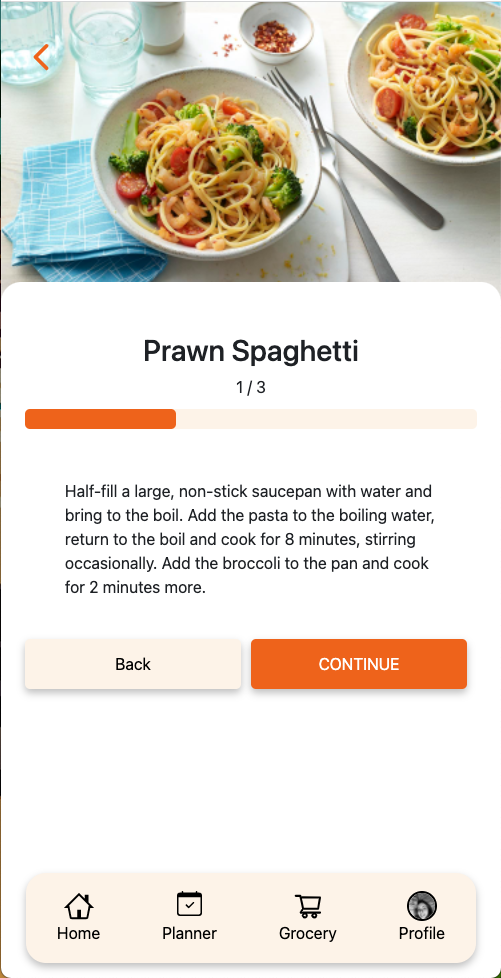 Prawn Spaghetti
1 / 3
Half-fill a large, non-stick saucepan with water and
bring to the boil. Add the pasta to the boiling water,
return to the boil and cook for 8 minutes, stirring
occasionally. Add the broccoli to the pan and cook
for 2 minutes more.
Back
CONTINUE
Home
Planner
Grocery
Profile